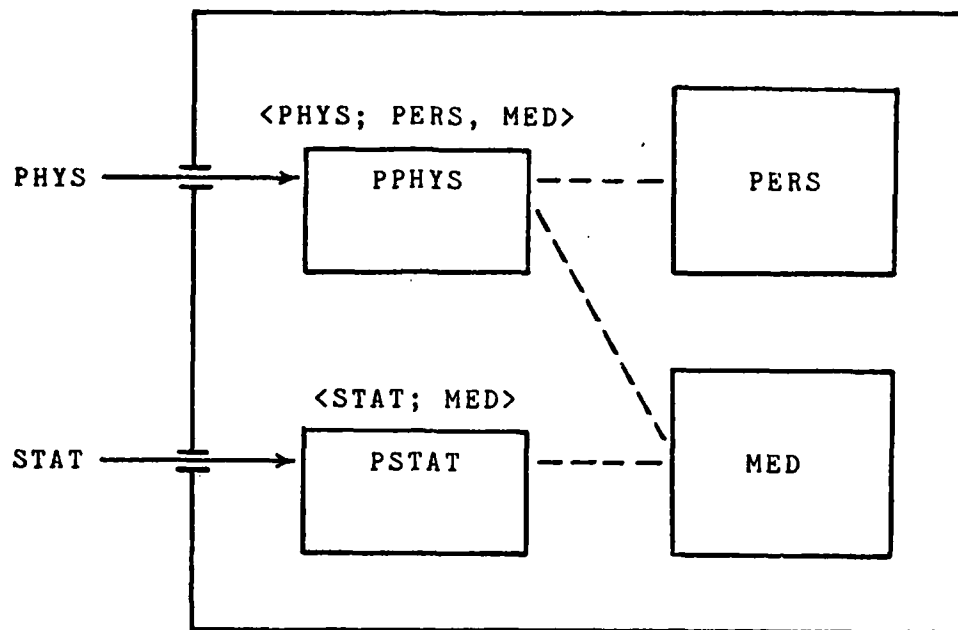 <PHYS; PERS, MED>
PHYS
PPHYS
PERS
<STAT; MED>
STAT
PSTAT
MED